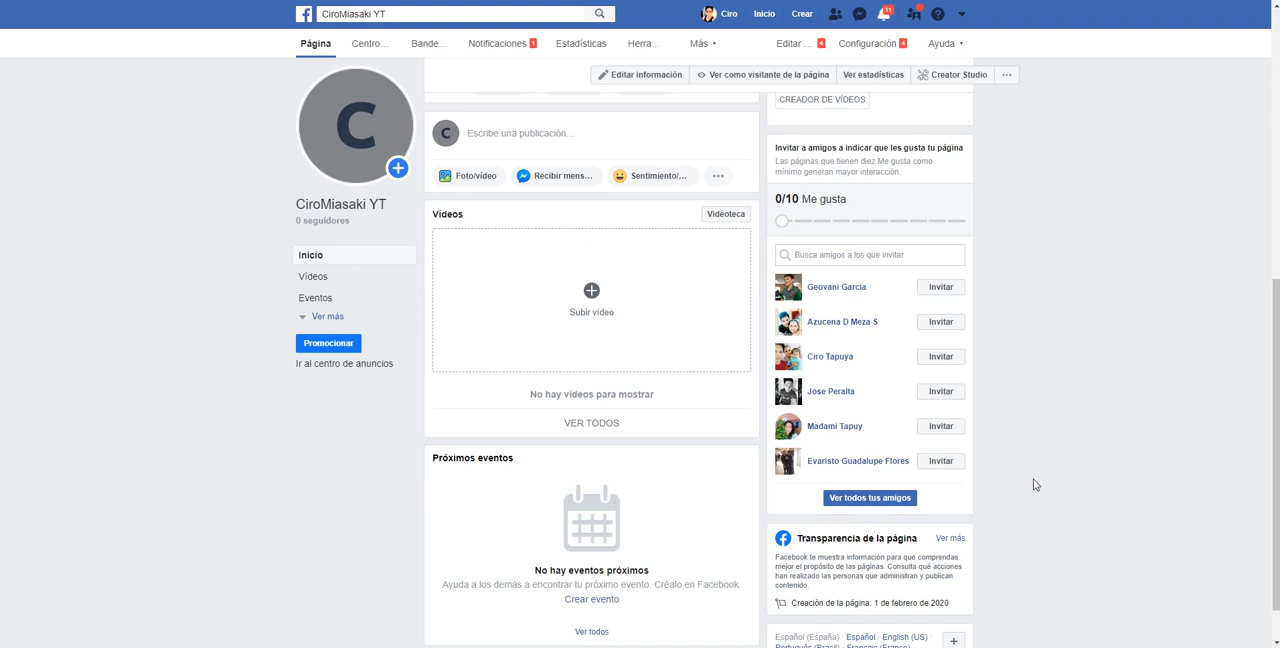 CiroMiasaki YT
Ciro Inicio Crear 11
Página Centro... Bande... Notificaciones 1 Estadísticas Herra... Más Editar ... 4 Configuración 4 Ayuda
Editar información Ver como visitante de la página Ver estadísticas Creator Studio ...
C
CiroMiasaki YT
0 seguidores
Inicio
Vídeos
Eventos
Ver más
Promocionar
Ir al centro de anuncios
C Escribe una publicación...
Foto/vídeo Recibir mens... Sentimiento/... ...
Vídeos Videoteca
Subir vídeo
No hay vídeos para mostrar
VER TODOS
Próximos eventos
No hay eventos próximos
Ayuda a los demás a encontrar tu próximo evento. Créalo en Facebook.
Crear evento
Ver todos
CREADOR DE VÍDEOS
Invitar a amigos a indicar que les gusta tu página
Las páginas que tienen diez Me gusta como
mínimo generan mayor interacción.
0/10 Me gusta
Busca amigos a los que invitar
Geovani Garcia Invitar
Azucena D Meza S Invitar
Ciro Tapuya Invitar
Jose Peralta Invitar
Madami Tapuy Invitar
Evaristo Guadalupe Flores Invitar
Ver todos tus amigos
Transparencia de la página Ver más
Facebook te muestra información para que comprendas
mejor el propósito de las páginas. Consulta qué acciones
han realizado las personas que administran y publican
contenido.
Creación de la página: 1 de febrero de 2020
Español (España) · Español · English (US) ·
Português (Brasil) · Français (France) ·